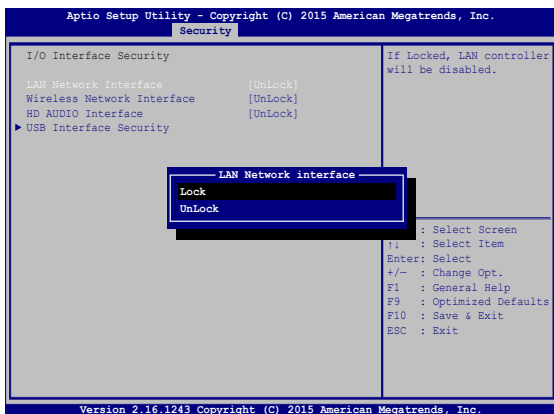 Aptio Setup Utility - Copyright (C) 2015 American Megatrends, Inc.
Security
I/O Interface Security
LAN Network Interface [UnLock]
Wireless Network Interface [UnLock]
HD AUDIO Interface [UnLock]
USB Interface Security
If Locked, LAN controller
will be disabled.
LAN Network interface
Lock
UnLock
: Select Screen
↑↓ : Select Item
Enter: Select
+/— : Change Opt.
F1 : General Help
F9 : Optimized Defaults
F10 : Save & Exit
ESC : Exit
Version 2.16.1243 Copyright (C) 2015 American Megatrends, Inc.